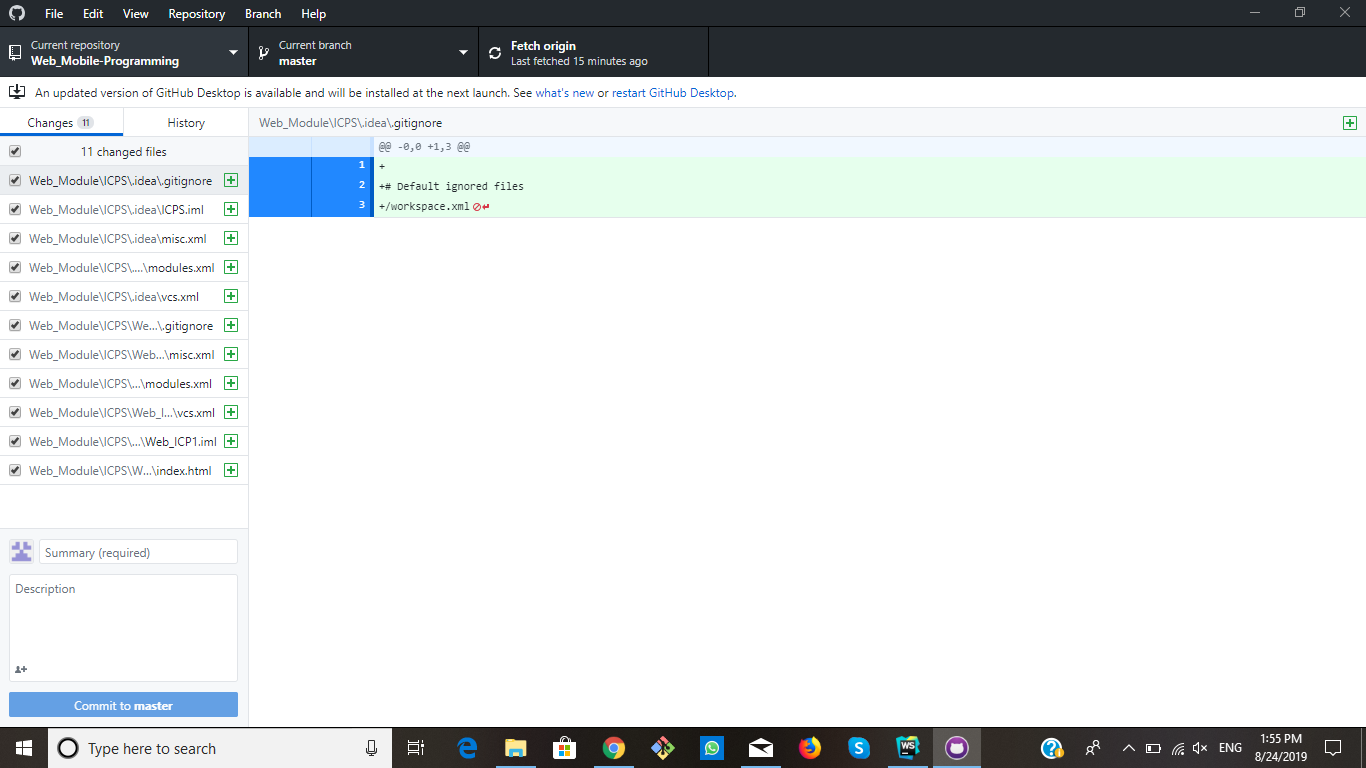 File Edit View Repository Branch Help
Current repository
Web_Mobile-Programming
Current branch
master
Fetch origin
Last fetched 15 minutes ago
An updated version of GitHub Desktop is available and will be installed at the next launch. See what's new or restart GitHub Desktop.
Changes 11
History
11 changed files
Web_Module\ICPS\.idea\.gitignore
Web_Module\ICPS\.idea\ICPS.iml
Web_Module\ICPS\.idea\misc.xml
Web_Module\ICPS\....\modules.xml
Web_Module\ICPS\.idea\vcs.xml
Web_Module\ICPS\We...\.gitignore
Web_Module\ICPS\Web...\misc.xml
Web_Module\ICPS\...\modules.xml
Web_Module\ICPS\Web_I...\vcs.xml
Web_Module\ICPS\...\Web_ICP1.iml
Web_Module\ICPS\W...\index.html
Summary (required)
Description
Commit to master
Web_Module\ICPS\.idea\.gitignore
@@ -0,0 +1,3 @@
1 +
2 +# Default ignored files
3 +/workspace.xml
Type here to search
WS
ENG
1:55 PM
8/24/2019